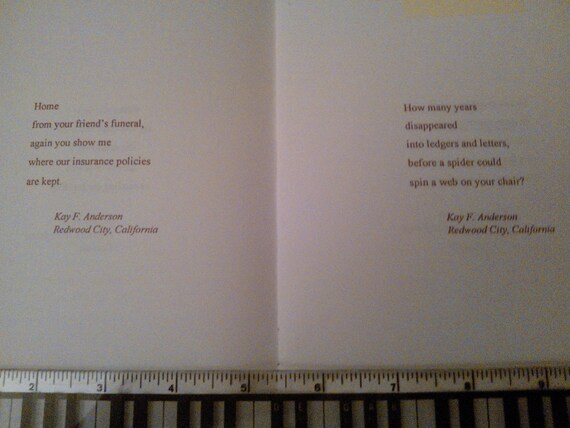 Home
from your friend's funeral,
again you show me
where our insurance policies
are kept
Kay F. Anderson
Redwood City, California
How many years
disappeared
into ledgers and letters,
before a spider could
spin a web on your chair?
Kay F. Anderson
Redwood City, California
2 3 4 5 6 7 8 9